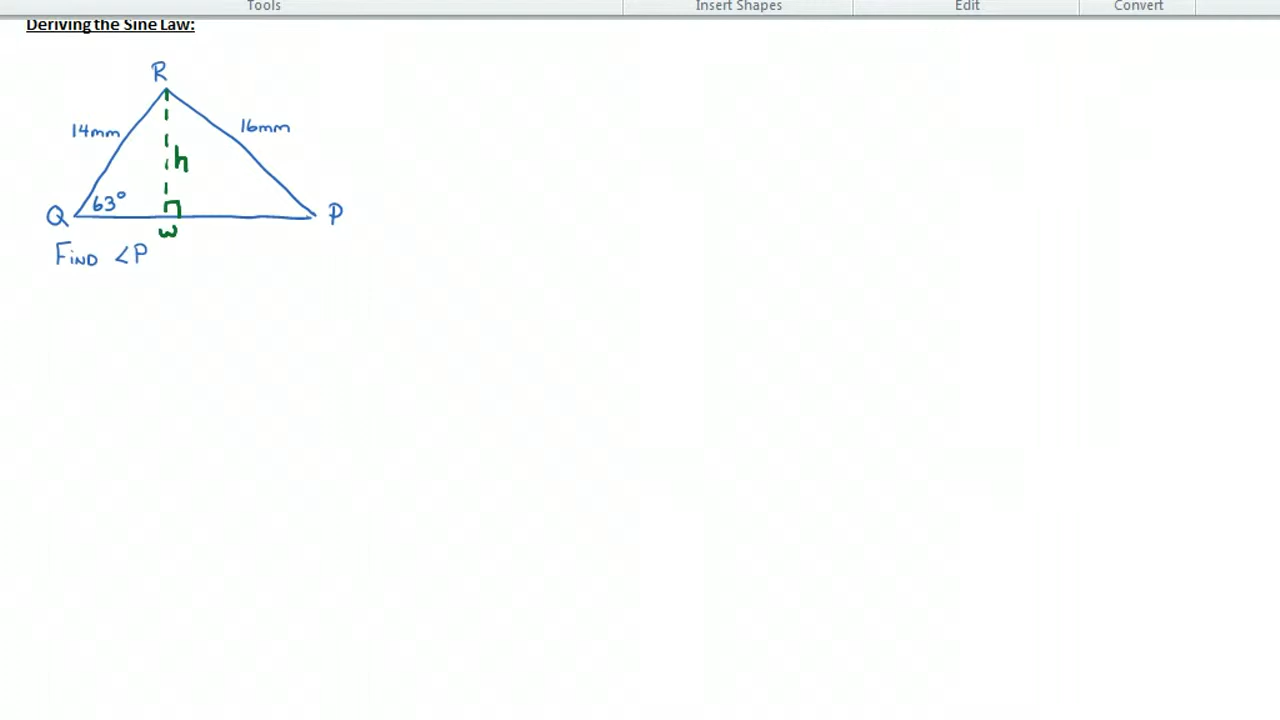 Tools Insert Shapes Edit Convert
Deriving the Sine Law:
R
14mm 16mm
h
Q 63° P
w
FIND <P